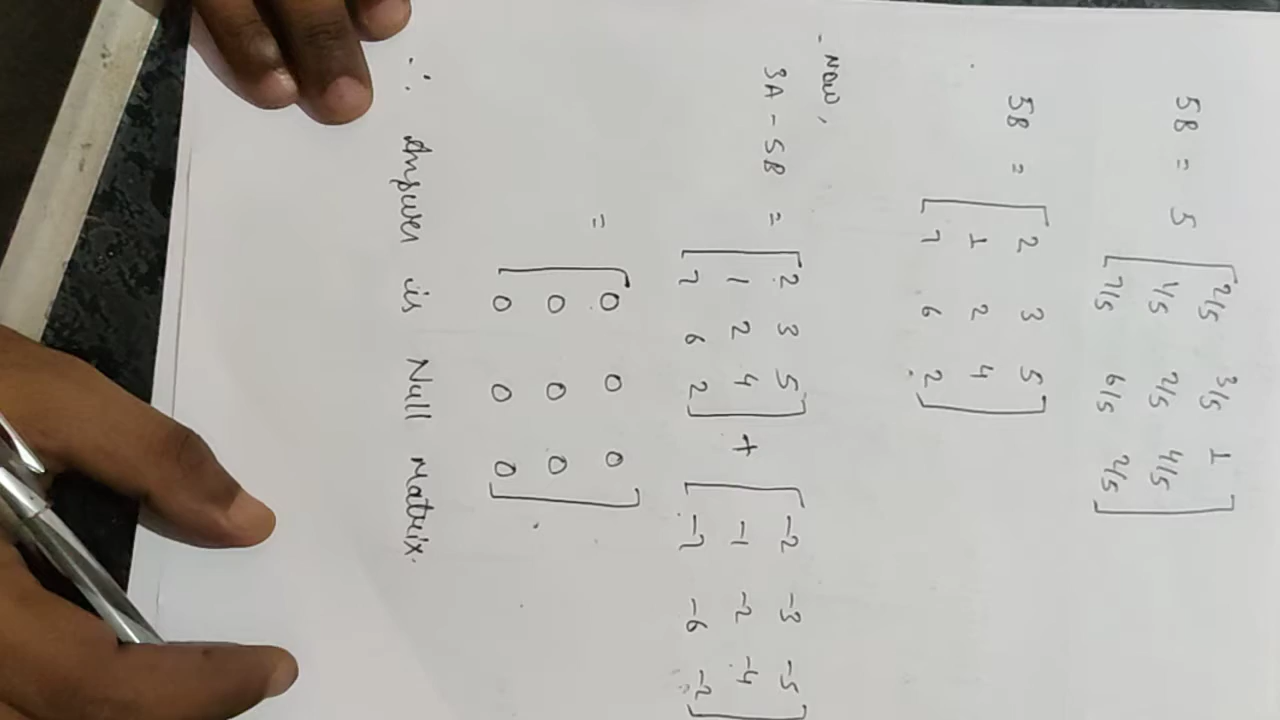 5B = 5 [ 2/5 3/5 1
1/5 2/5 4/5
7/5 6/5 2/5 ]
5B = [ 2 3 5
1 2 4
7 6 2 ]
Now,
3A - 5B = [ 2 3 5
1 2 4
7 6 2 ] + [ -2 -3 -5
-1 -2 -4
-7 -6 -2 ]
= [ 0 0 0
0 0 0
0 0 0 ].
∴ Answer is Null Matrix.